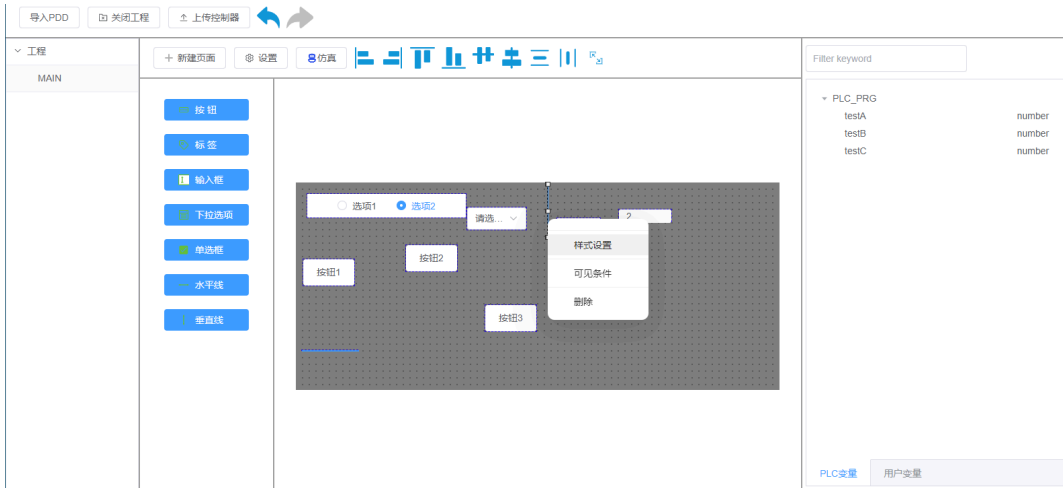 导入PDD
关闭工程
上传控制器
工程
MAIN
新建页面
设置
仿真
按 钮
标 签
输入框
下拉选项
单选框
水平线
垂直线
选项1
选项2
请选...
2
按钮1
按钮2
按钮3
样式设置
可见条件
删除
Filter keyword
PLC_PRG
testA number
testB number
testC number
PLC变量
用户变量